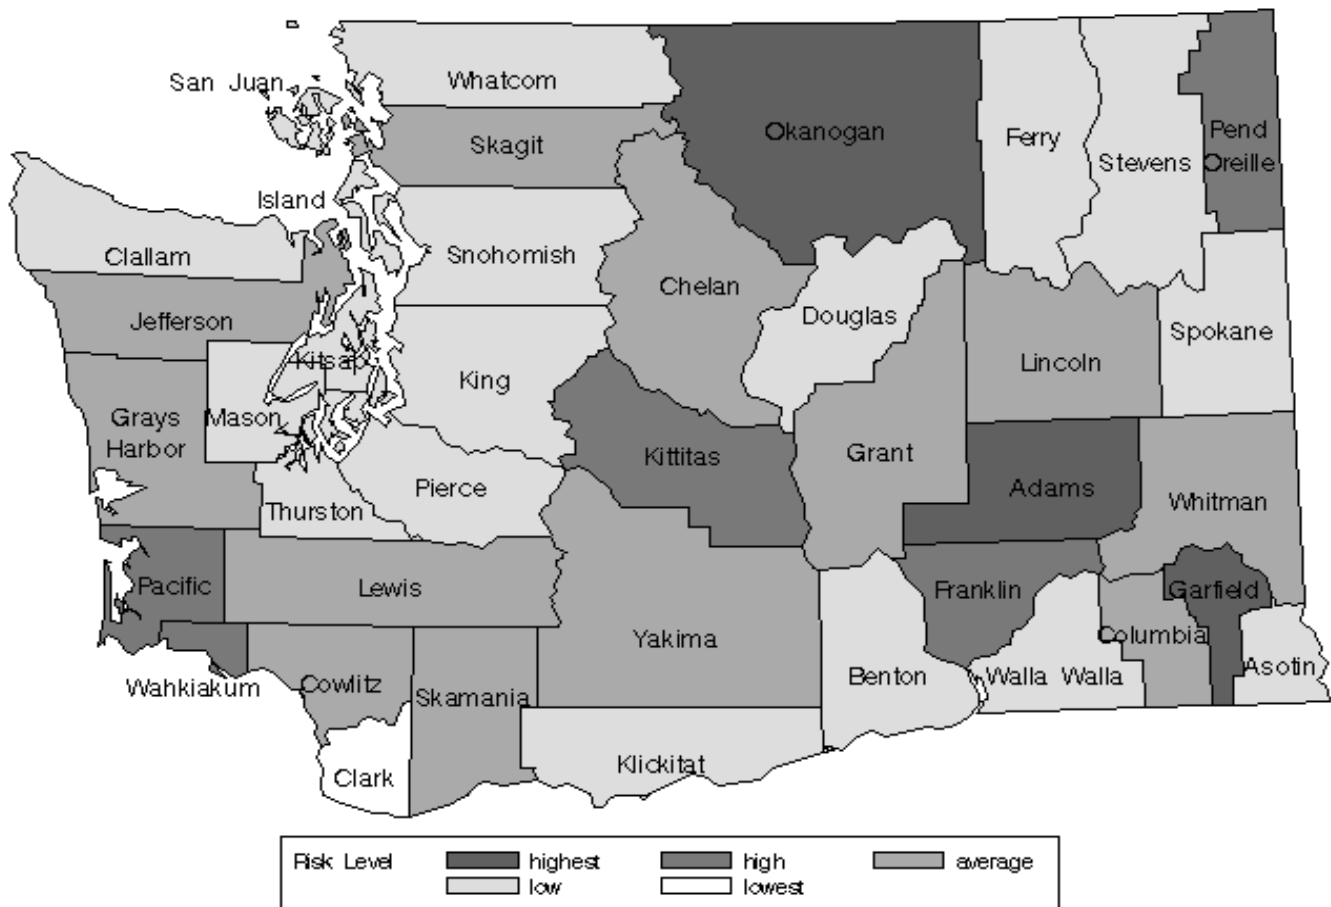 San Juan
Whatcom
Okanogan
Ferry
Stevens
Pend
Oreille
Skagit
Island
Clallam
Snohomish
Chelan
Douglas
Jefferson
Spokane
Kitsap
Lincoln
King
Grays
Harbor
Mason
Kittitas
Grant
Pierce
Adams
Whitman
Thurston
Pacific
Lewis
Franklin
Garfield
Yakima
Columbia
Wahkiakum
Cowlitz
Skamania
Benton
Walla Walla
Asotin
Clark
Klickitat
Risk Level highest high average
low lowest